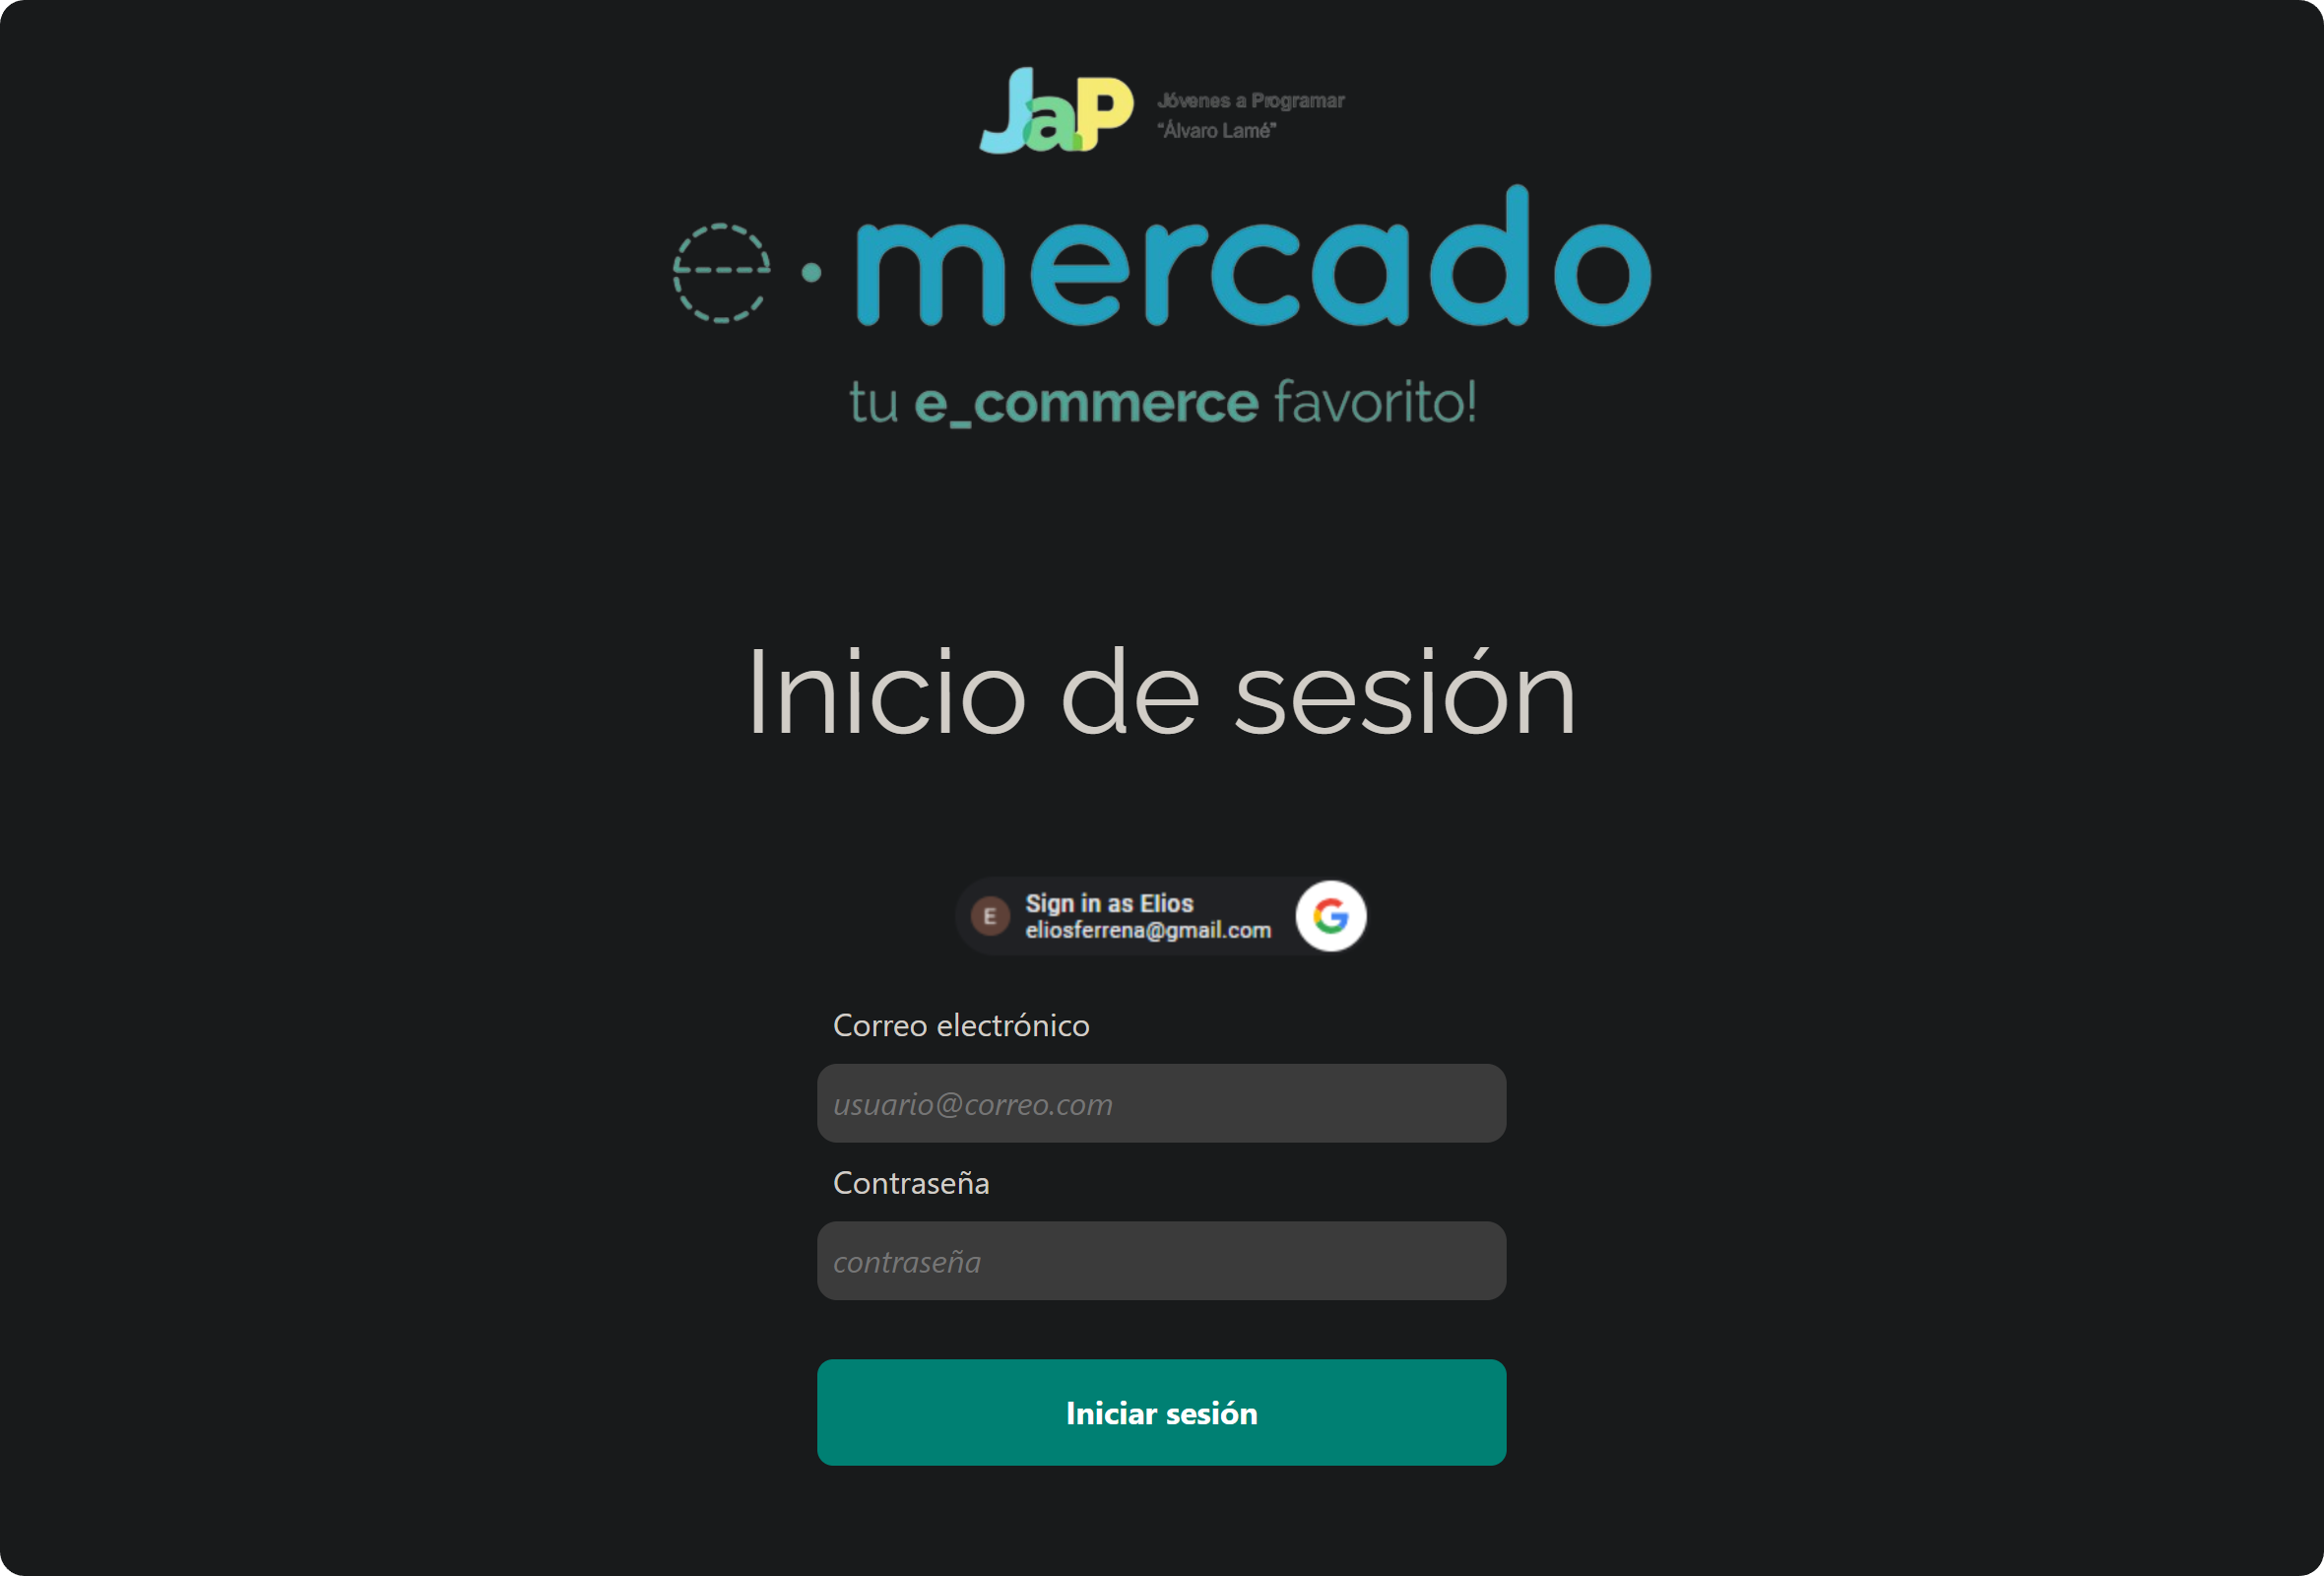 JaP Jóvenes a Programar
“Álvaro Lamé”
e · mercado
tu e_commerce favorito!
Inicio de sesión
E Sign in as Elios
eliosferrena@gmail.com
Correo electrónico
usuario@correo.com
Contraseña
contraseña
Iniciar sesión